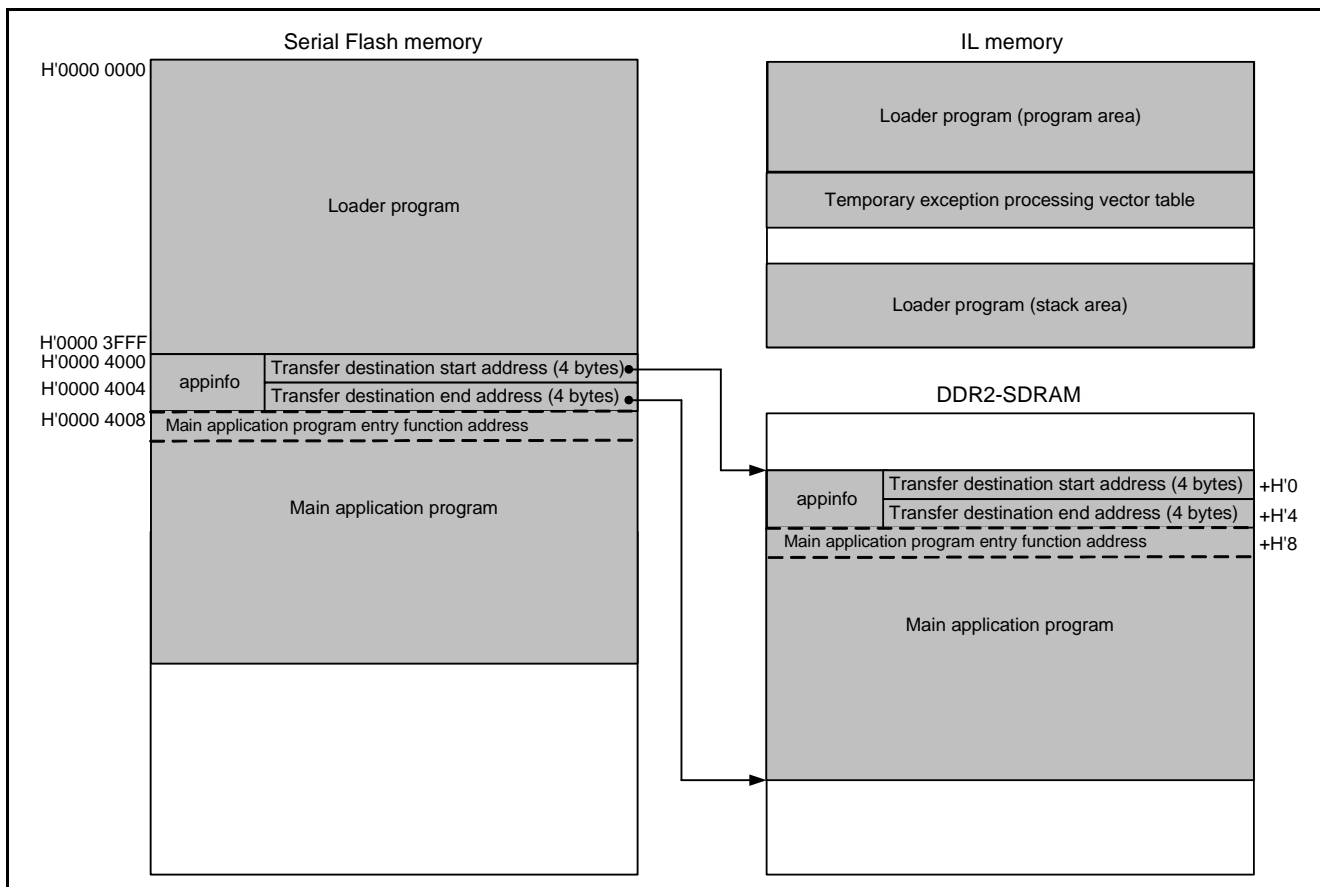 Serial Flash memory
H'0000 0000
Loader program
H'0000 3FFF
H'0000 4000
H'0000 4004
H'0000 4008
appinfo
Transfer destination start address (4 bytes)
Transfer destination end address (4 bytes)
Main application program entry function address
Main application program
IL memory
Loader program (program area)
Temporary exception processing vector table
Loader program (stack area)
DDR2-SDRAM
appinfo
Transfer destination start address (4 bytes)
+H'0
Transfer destination end address (4 bytes)
+H'4
Main application program entry function address
+H'8
Main application program